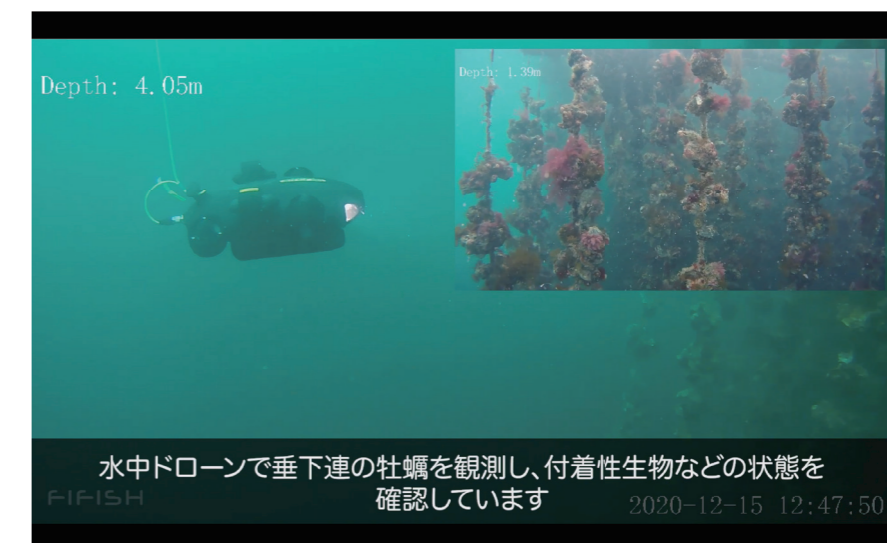 Depth: 4.05m
Depth: 1.39m
水中ドローンで垂下連の牡蠣を観測し、付着性生物などの状態を
確認しています
FIFISH
2020-12-15 12:47:50